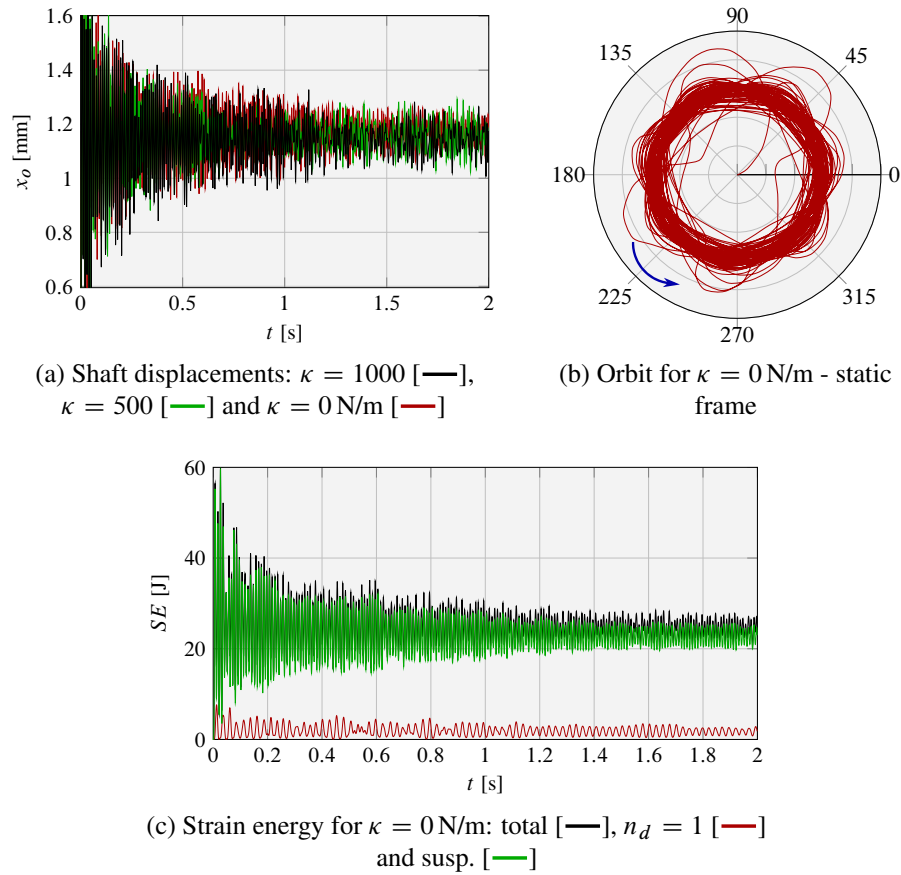 1.6
1.4
1.2
1
0.8
0.6
x_o [mm]
0 0.5 1 1.5 2
t [s]
90
45
0
315
270
225
180
135
(a) Shaft displacements: κ = 1000 [—],
κ = 500 [—] and κ = 0 N/m [—]
(b) Orbit for κ = 0 N/m - static
frame
60
40
20
0
SE [J]
0 0.2 0.4 0.6 0.8 1 1.2 1.4 1.6 1.8 2
t [s]
(c) Strain energy for κ = 0 N/m: total [—], n_d = 1 [—]
and susp. [—]